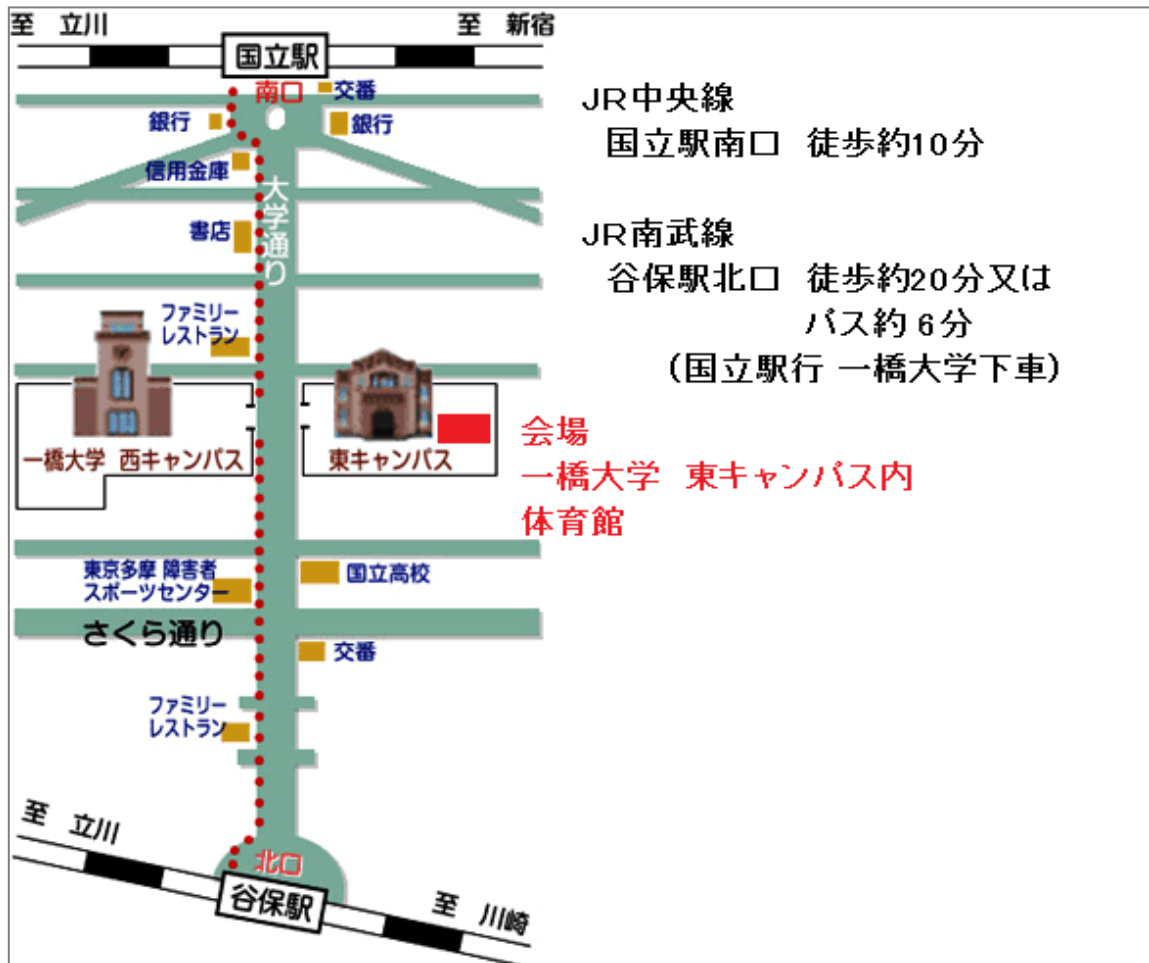 至 立川
至 新宿
国立駅
南口
交番
銀行
銀行
信用金庫
大学通り
書店
ファミリー
レストラン
一橋大学 西キャンパス
東キャンパス
東京多摩 障害者
スポーツセンター
国立高校
さくら通り
交番
ファミリー
レストラン
至 立川
北口
谷保駅
至 川崎
JR中央線
国立駅南口 徒歩約10分
JR南武線
谷保駅北口 徒歩約20分又は
バス約6分
(国立駅行 一橋大学下車)
会場
一橋大学 東キャンパス内
体育館